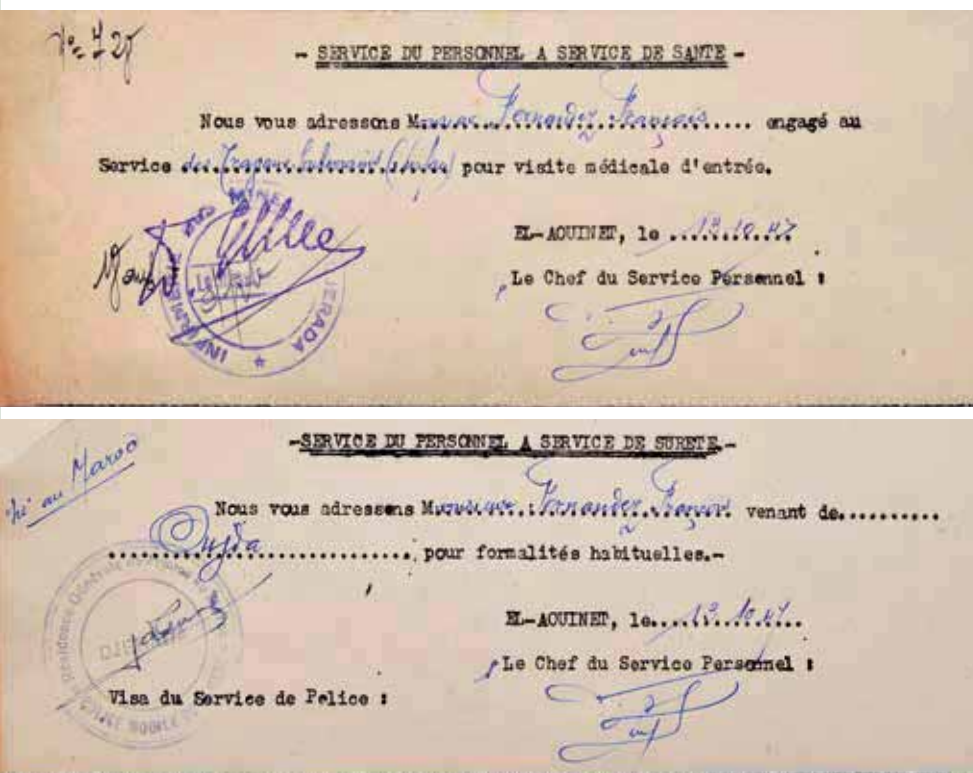 - SERVICE DU PERSONNEL A SERVICE DE SANTE -
Nous vous adressons Monsieur Fernandez François engagé au
Service des pour visite médicale d'entrée.
INFIRMERIE DJERADA
EL-AOUINET, le 13.10.47
Le Chef du Service Personnel :
-SERVICE DU PERSONNEL A SERVICE DE SURETE.-
au Maroc
Nous vous adressons Monsieur Fernandez François venant de..........
Oujda pour formalités habituelles.-
EL-AOUINET, le 13.10.47
Le Chef du Service Personnel :
Visa du Service de Police :